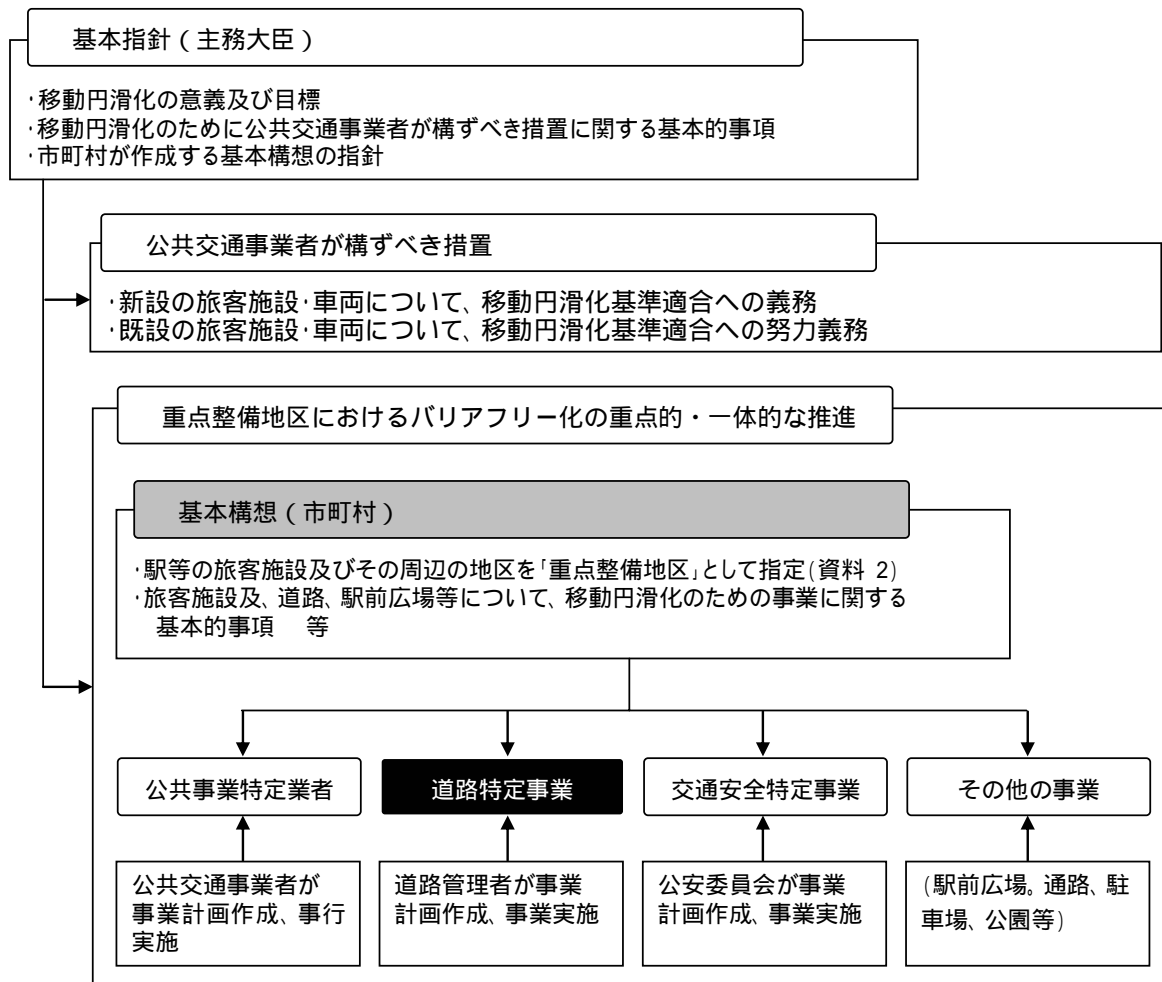 基本指針（主務大臣）
・移動円滑化の意義及び目標
・移動円滑化のために公共交通事業者が構ずべき措置に関する基本的事項
・市町村が作成する基本構想の指針
公共交通事業者が構ずべき措置
・新設の旅客施設・車両について、移動円滑化基準適合への義務
・既設の旅客施設・車両について、移動円滑化基準適合への努力義務
重点整備地区におけるバリアフリー化の重点的・一体的な推進
基本構想（市町村）
・駅等の旅客施設及びその周辺の地区を「重点整備地区」として指定(資料 2)
・旅客施設及、道路、駅前広場等について、移動円滑化のための事業に関する
基本的事項　等
公共事業特定業者
道路特定事業
交通安全特定事業
その他の事業
公共交通事業者が
事業計画作成、事行
実施
道路管理者が事業
計画作成、事業実施
公安委員会が事業
計画作成、事業実施
(駅前広場。通路、駐
車場、公園等)